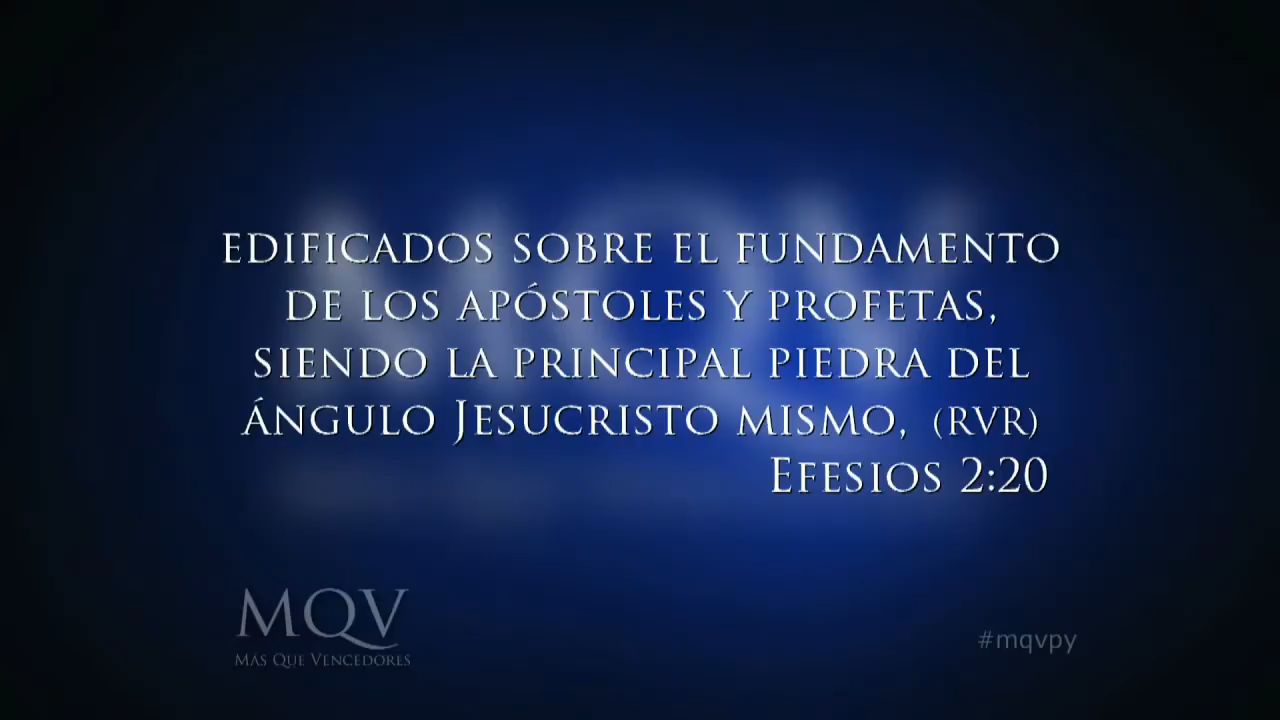 EDIFICADOS SOBRE EL FUNDAMENTO
DE LOS APÓSTOLES Y PROFETAS,
SIENDO LA PRINCIPAL PIEDRA DEL
ÁNGULO JESUCRISTO MISMO, (RVR)
EFESIOS 2:20
MQV
MÁS QUE VENCEDORES
#mqvpy